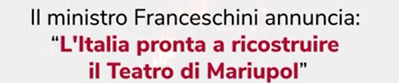 Il ministro Franceschini annuncia:
“L'Italia pronta a ricostruire
il Teatro di Mariupol”